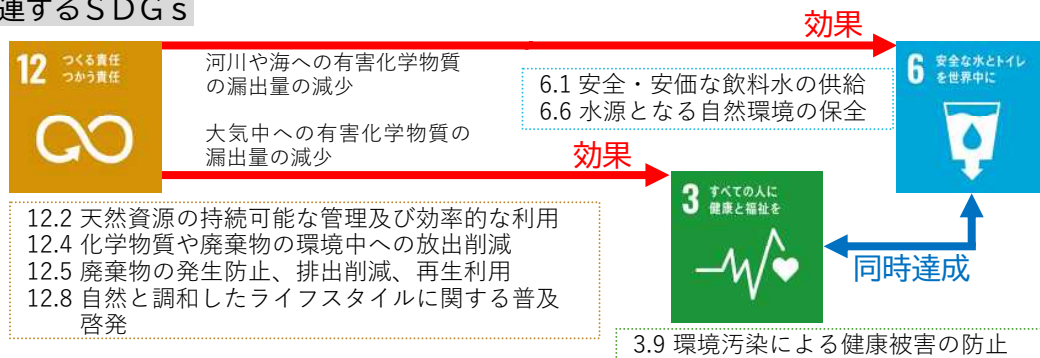 連するSDGs
効果
12 つくる責任
つかう責任
河川や海への有害化学物質
の漏出量の減少
大気中への有害化学物質の
漏出量の減少
6.1 安全・安価な飲料水の供給
6.6 水源となる自然環境の保全
6 安全な水とトイレ
を世界中に
効果
3 すべての人に
健康と福祉を
12.2 天然資源の持続可能な管理及び効率的な利用
12.4 化学物質や廃棄物の環境中への放出削減
12.5 廃棄物の発生防止、排出削減、再生利用
12.8 自然と調和したライフスタイルに関する普及
啓発
同時達成
3.9 環境汚染による健康被害の防止